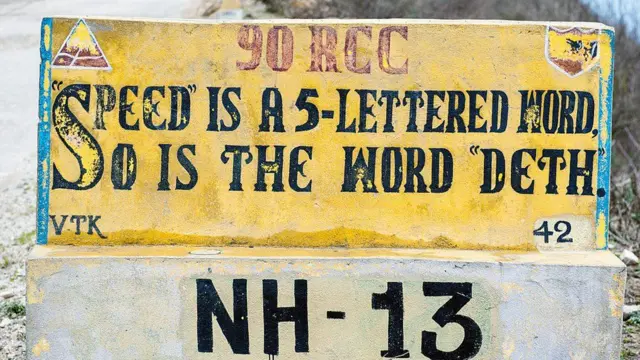 90 RCC
"SPEED" IS A 5-LETTERED WORD,
SO IS THE WORD "DETH".
VTK
42
NH-13